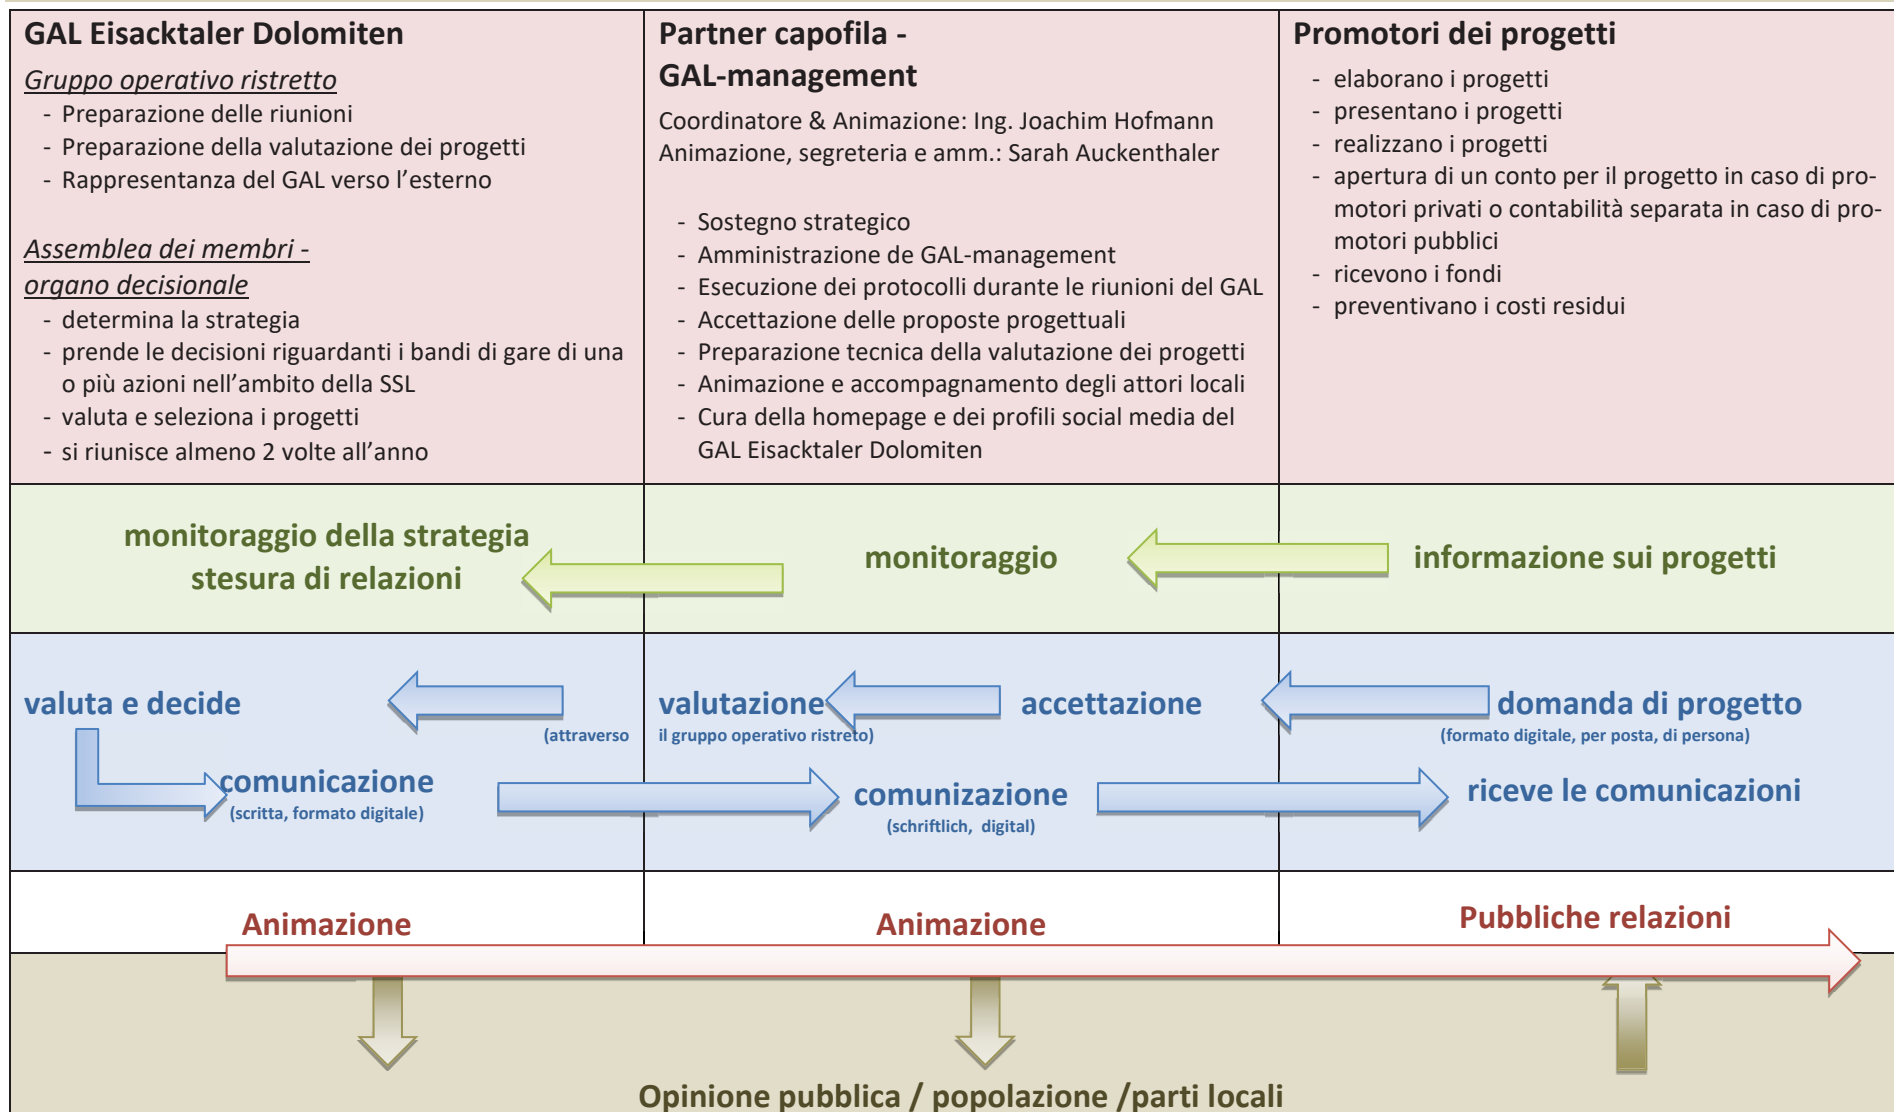 GAL Eisacktaler Dolomiten
Gruppo operativo ristretto
- Preparazione delle riunioni
- Preparazione della valutazione dei progetti
- Rappresentanza del GAL verso l'esterno
Assemblea dei membri -
organo decisionale
- determina la strategia
- prende le decisioni riguardanti i bandi di gare di una
o più azioni nell'ambito della SSL
- valuta e seleziona i progetti
- si riunisce almeno 2 volte all'anno
Partner capofila -
GAL-management
Coordinatore & Animazione: Ing. Joachim Hofmann
Animazione, segreteria e amm.: Sarah Auckenthaler
- Sostegno strategico
- Amministrazione de GAL-management
- Esecuzione dei protocolli durante le riunioni del GAL
- Accettazione delle proposte progettuali
- Preparazione tecnica della valutazione dei progetti
- Animazione e accompagnamento degli attori locali
- Cura della homepage e dei profili social media del
GAL Eisacktaler Dolomiten
Promotori dei progetti
- elaborano i progetti
- presentano i progetti
- realizzano i progetti
- apertura di un conto per il progetto in caso di pro-
motori privati o contabilità separata in caso di pro-
motori pubblici
- ricevono i fondi
- preventivano i costi residui
monitoraggio della strategia
stesura di relazioni
monitoraggio
informazione sui progetti
valuta e decide
valutazione
accettazione
domanda di progetto
(attraverso il gruppo operativo ristreto)
(formato digitale, per posta, di persona)
comunicazione
(scritta, formato digitale)
comunizazione
(schriftlich, digital)
riceve le comunicazioni
Animazione
Animazione
Pubbliche relazioni
Opinione pubblica / popolazione /parti locali